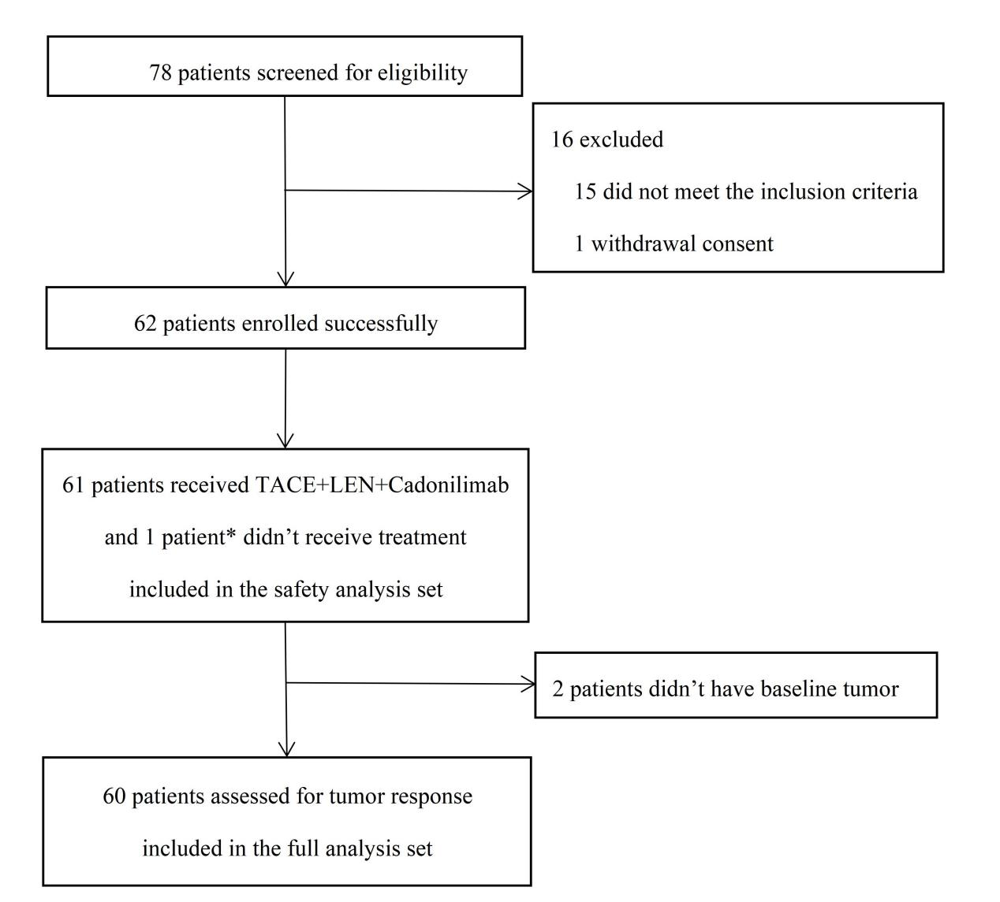 78 patients screened for eligibility
16 excluded
15 did not meet the inclusion criteria
1 withdrawal consent
62 patients enrolled successfully
61 patients received TACE+LEN+Cadonilimab
and 1 patient* didn’t receive treatment
included in the safety analysis set
2 patients didn’t have baseline tumor
60 patients assessed for tumor response
included in the full analysis set